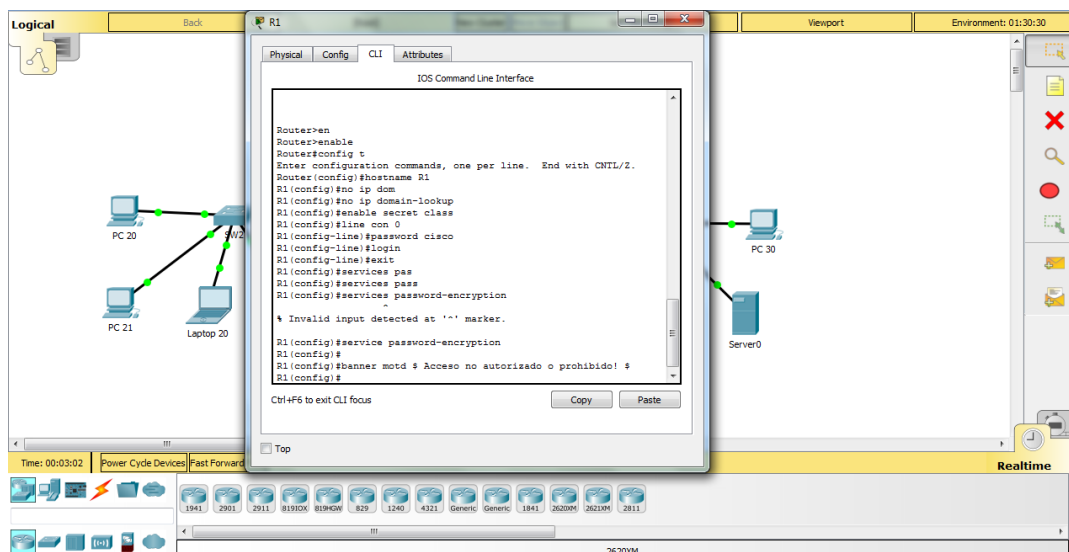 Logical
Back
R1
Viewport
Environment: 01:30:30
Physical
Config
CLI
Attributes
IOS Command Line Interface
Router>en
Router>enable
Router#config t
Enter configuration commands, one per line.  End with CNTL/Z.
Router(config)#hostname R1
R1(config)#no ip dom
R1(config)#no ip domain-lookup
R1(config)#enable secret class
R1(config)#line con 0
R1(config-line)#password cisco
R1(config-line)#login
R1(config-line)#exit
R1(config)#services pas
R1(config)#services pass
R1(config)#services password-encryption
^
% Invalid input detected at '^' marker.
R1(config)#service password-encryption
R1(config)#
R1(config)#banner motd $ Acceso no autorizado o prohibido! $
R1(config)#
Ctrl+F6 to exit CLI focus
Copy
Paste
Top
PC 20
SW2
PC 21
Laptop 20
PC 30
Server0
Time: 00:03:02
Power Cycle Devices
Fast Forward
Realtime
1941
2901
2911
819IOX
819HGW
829
1240
4321
Generic
Generic
1841
2620XM
2621XM
2811
2620XM